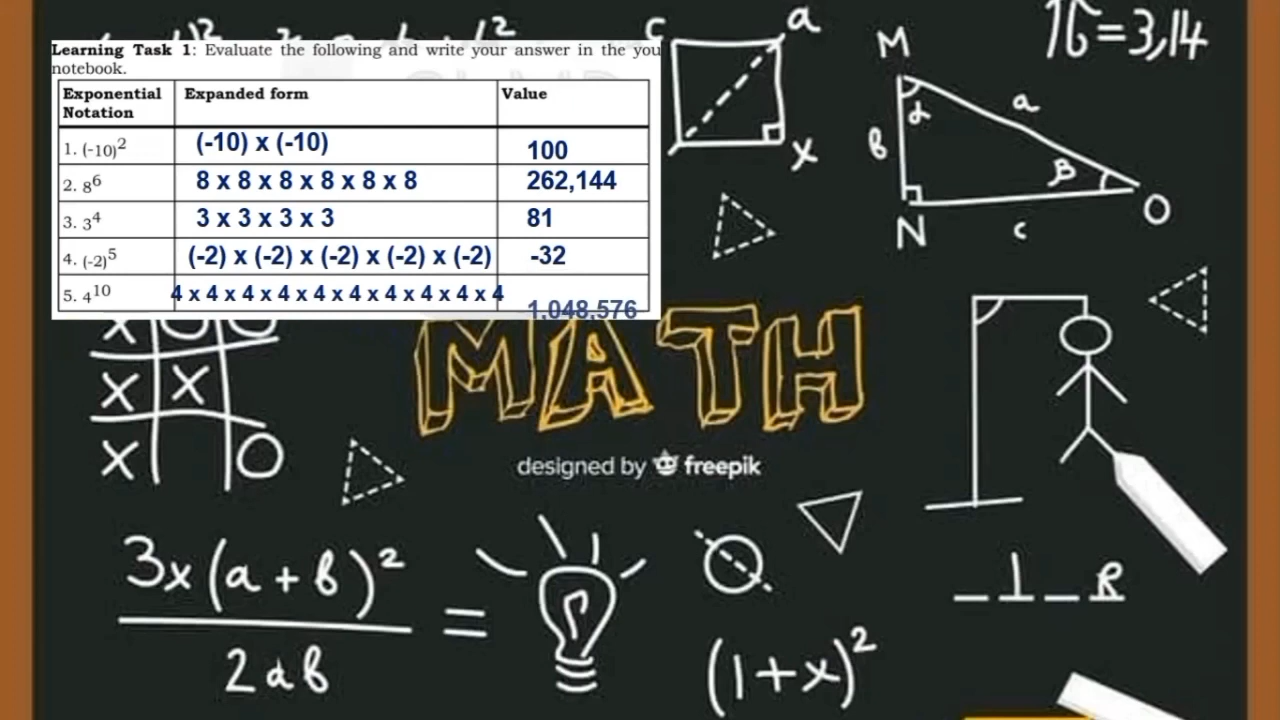 c
a
π=3,14
Learning Task 1: Evaluate the following and write your answer in the you
notebook.
M
a
Exponential
Notation
Expanded form
Value
α
1. (-10)²
(-10) x (-10)
100
в
x
β
2. 8⁶
8 x 8 x 8 x 8 x 8 x 8
262,144
O
3. 3⁴
3 x 3 x 3 x 3
81
N
c
4. (-2)⁵
(-2) x (-2) x (-2) x (-2) x (-2)
-32
5. 4¹⁰
4 x 4 x 4 x 4 x 4 x 4 x 4 x 4 x 4 x 4
1,048,576
X O O
MATH
X X
X O
designed by freepik
3x(a+в)²
2aв
=
_ I _ R
(1+x)²